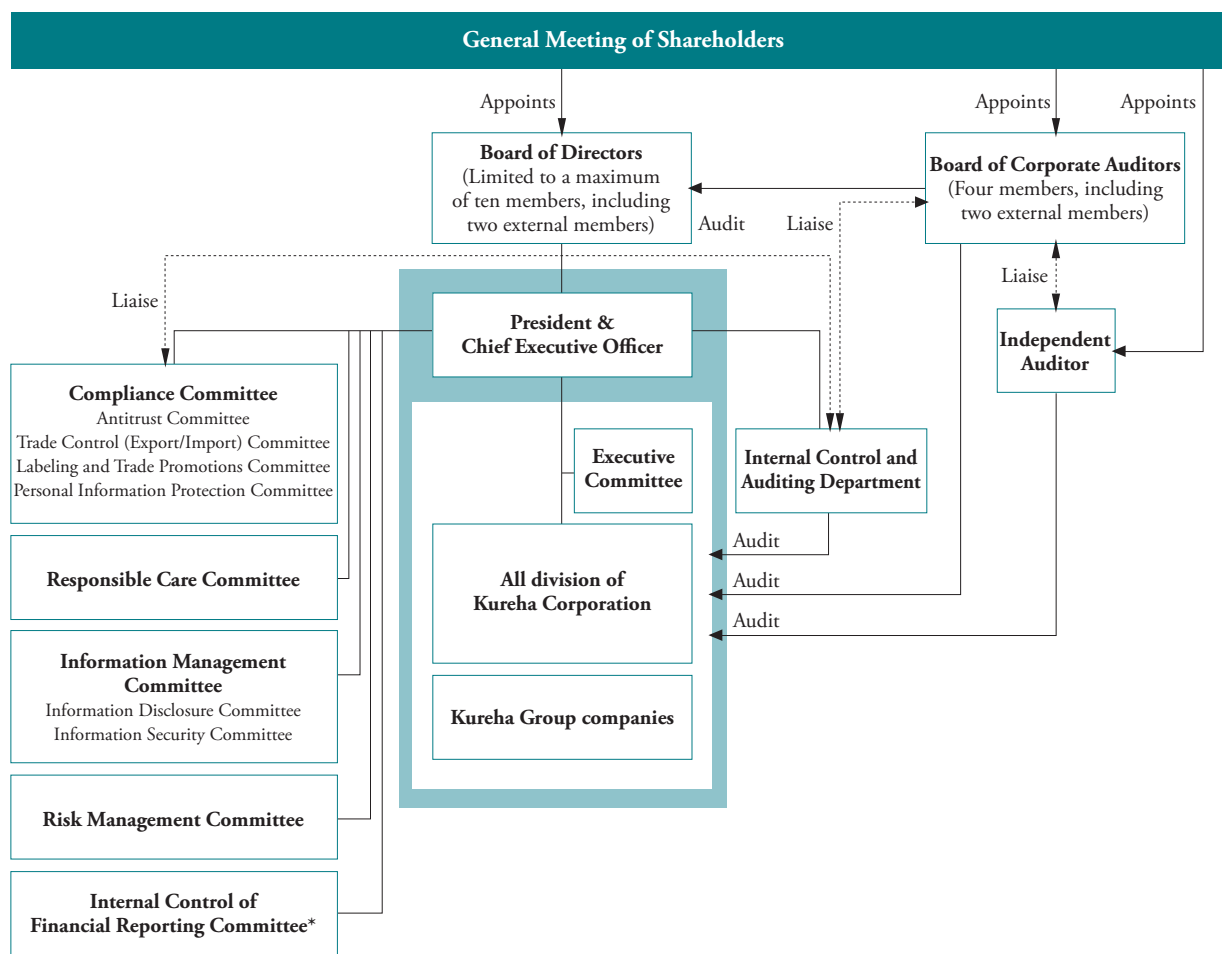 General Meeting of Shareholders
Appoints
Appoints
Appoints
Board of Directors
(Limited to a maximum
of ten members, including
two external members)
Board of Corporate Auditors
(Four members, including
two external members)
Audit
Liaise
Liaise
Liaise
President &
Chief Executive Officer
Independent
Auditor
Compliance Committee
Antitrust Committee
Trade Control (Export/Import) Committee
Labeling and Trade Promotions Committee
Personal Information Protection Committee
Executive
Committee
Internal Control and
Auditing Department
Audit
Audit
Audit
All division of
Kureha Corporation
Responsible Care Committee
Information Management
Committee
Information Disclosure Committee
Information Security Committee
Kureha Group companies
Risk Management Committee
Internal Control of
Financial Reporting Committee*